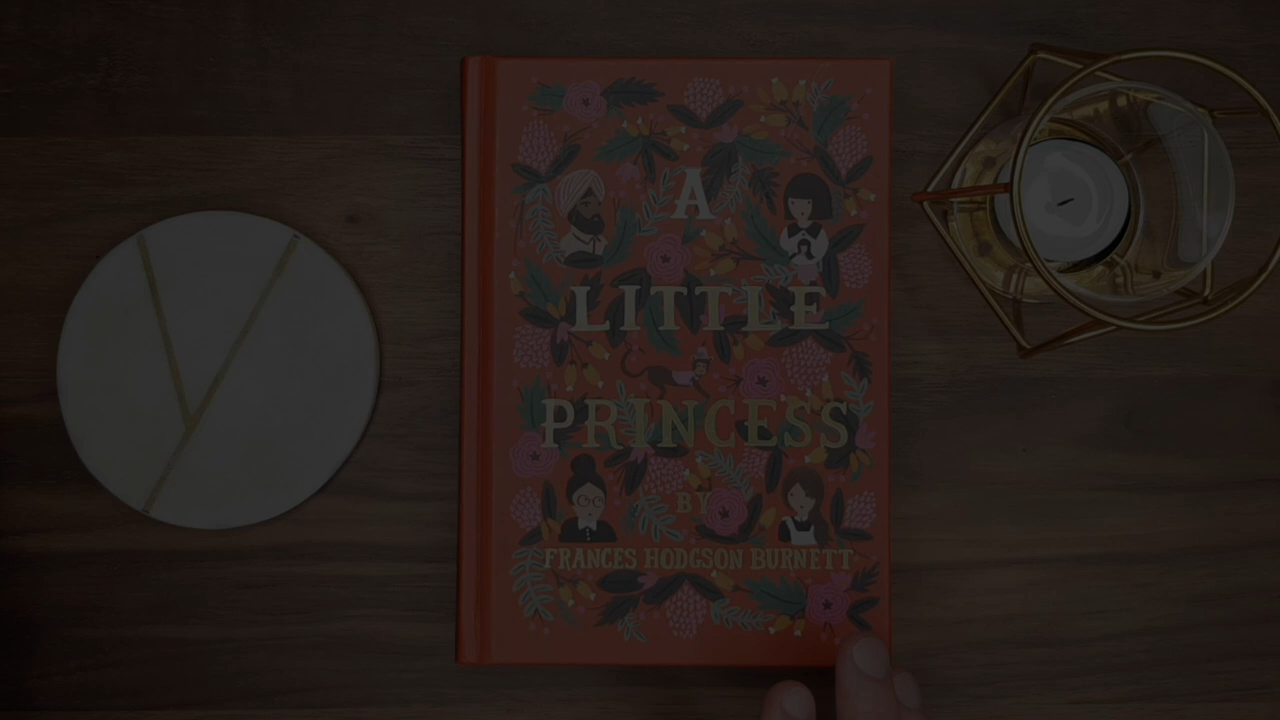 A
LITTLE
PRINCESS
BY
FRANCES HODGSON BURNETT